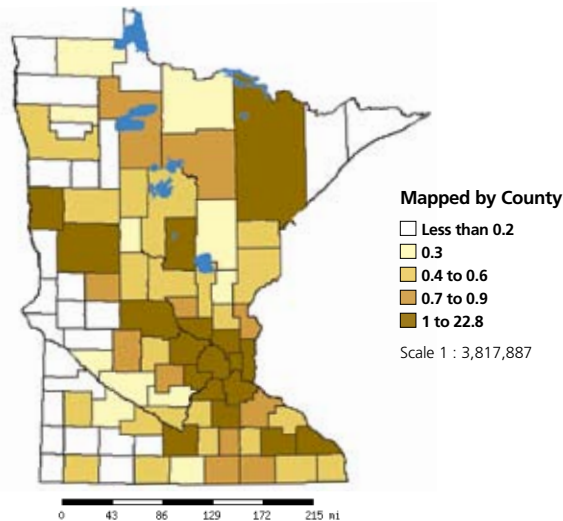 Mapped by County
Less than 0.2
0.3
0.4 to 0.6
0.7 to 0.9
1 to 22.8
Scale 1 : 3,817,887
0 43 86 129 172 215 mi